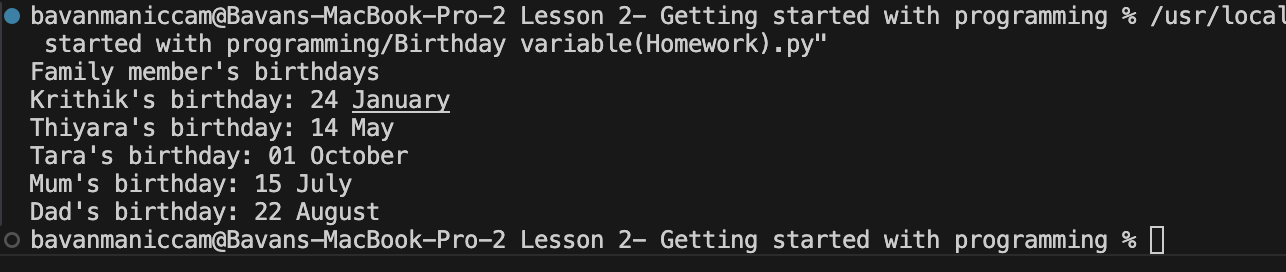 bavanmaniccam@Bavans-MacBook-Pro-2 Lesson 2- Getting started with programming % /usr/local
started with programming/Birthday variable(Homework).py"
Family member's birthdays
Krithik's birthday: 24 January
Thiyara's birthday: 14 May
Tara's birthday: 01 October
Mum's birthday: 15 July
Dad's birthday: 22 August
bavanmaniccam@Bavans-MacBook-Pro-2 Lesson 2- Getting started with programming %